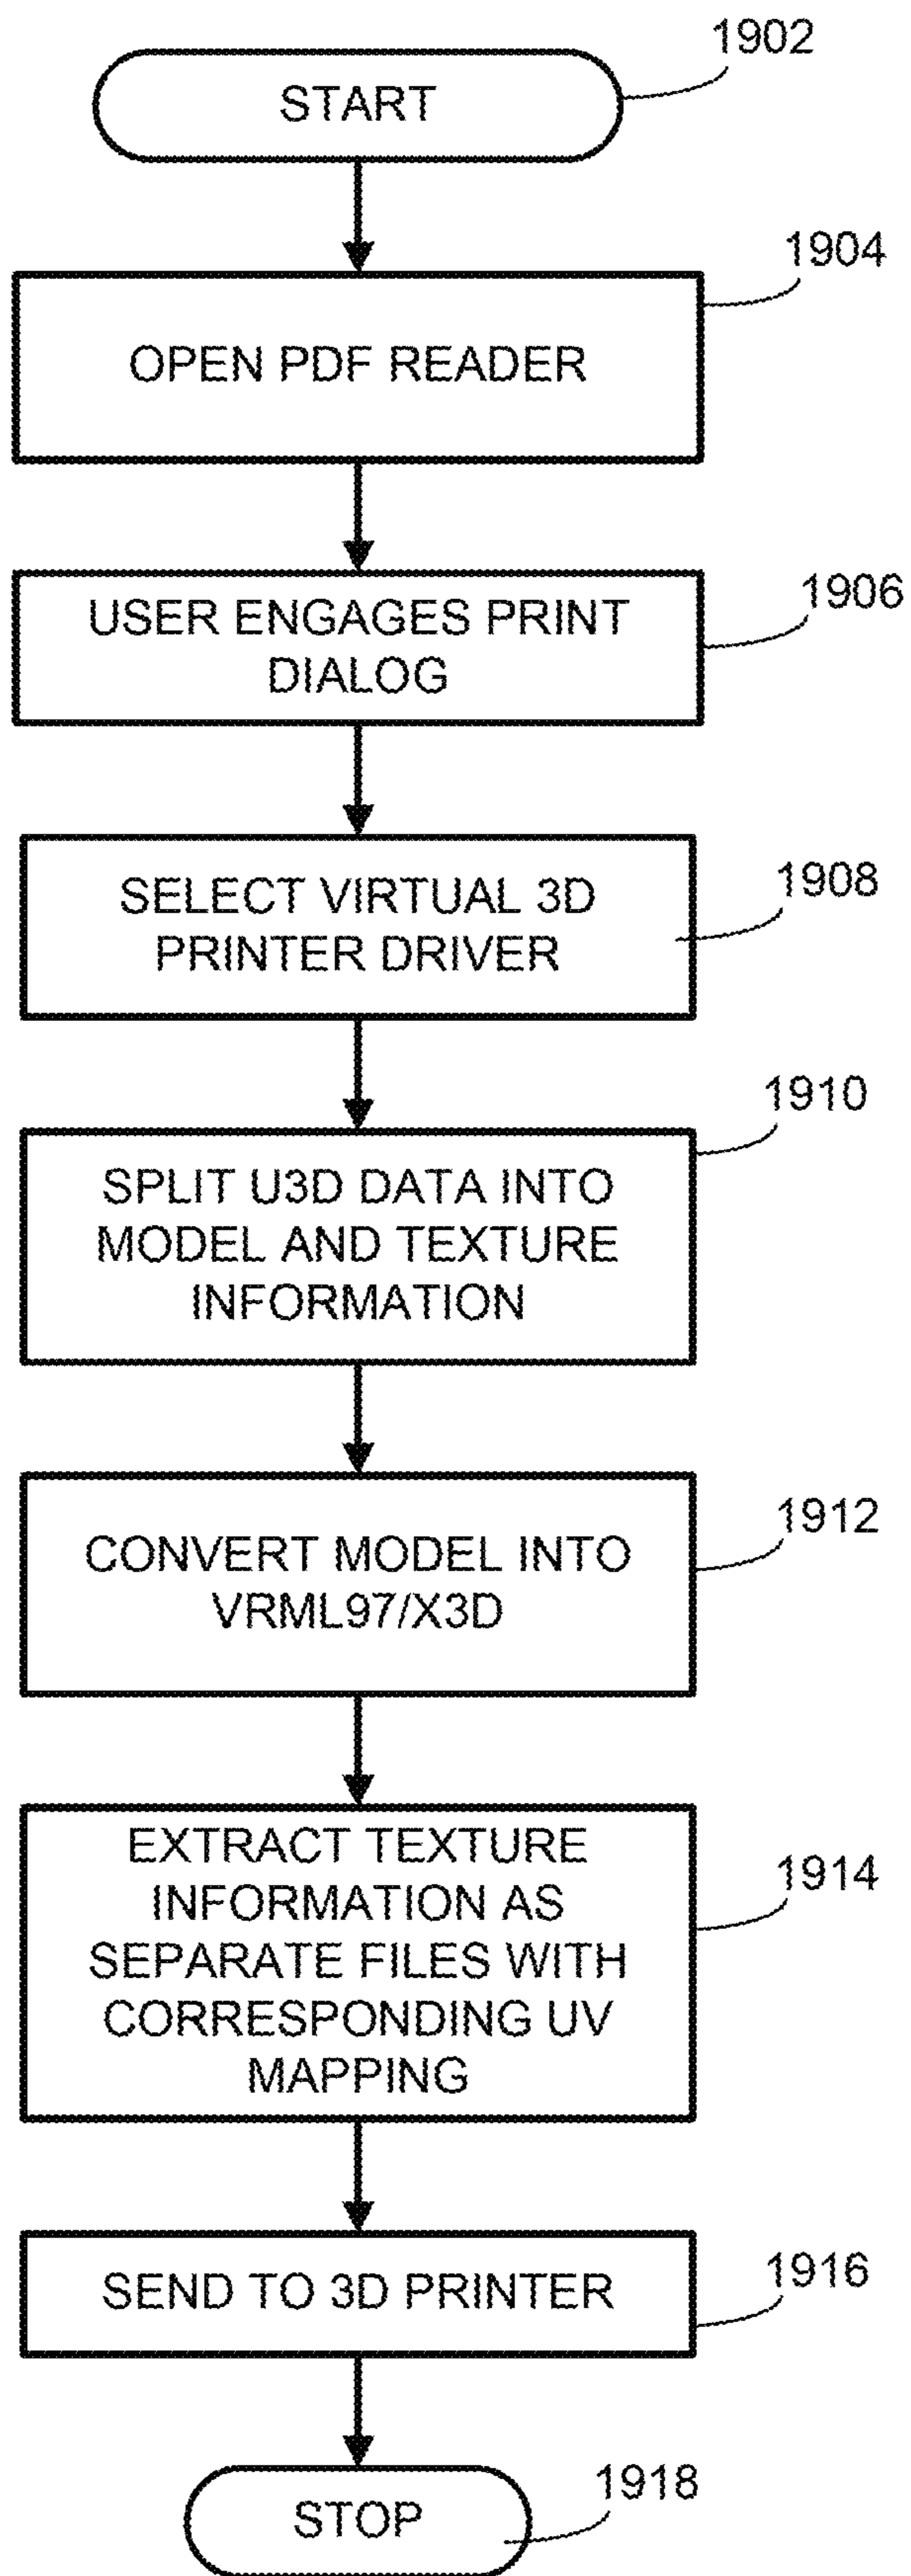 1902
START
1904
OPEN PDF READER
1906
USER ENGAGES PRINT
DIALOG
1908
SELECT VIRTUAL 3D
PRINTER DRIVER
1910
SPLIT U3D DATA INTO
MODEL AND TEXTURE
INFORMATION
1912
CONVERT MODEL INTO
VRML97/X3D
1914
EXTRACT TEXTURE
INFORMATION AS
SEPARATE FILES WITH
CORRESPONDING UV
MAPPING
1916
SEND TO 3D PRINTER
1918
STOP